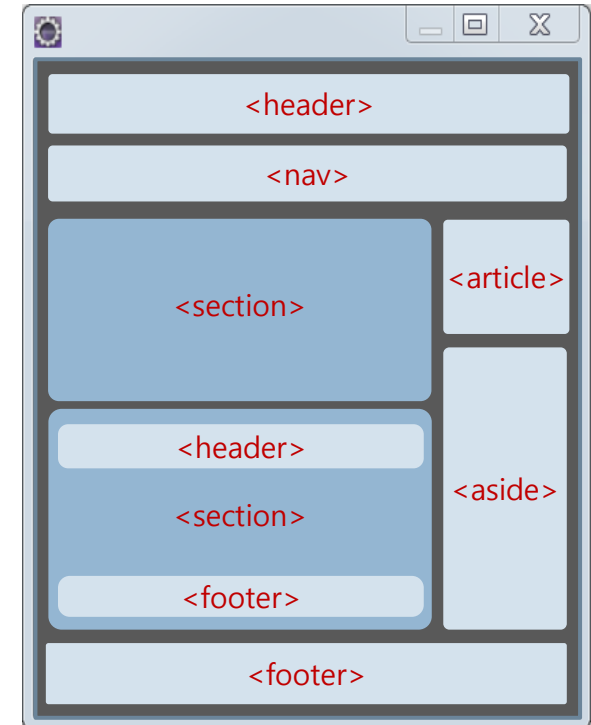 <header>
<nav>
<section>
<article>
<header>
<section>
<aside>
<footer>
<footer>